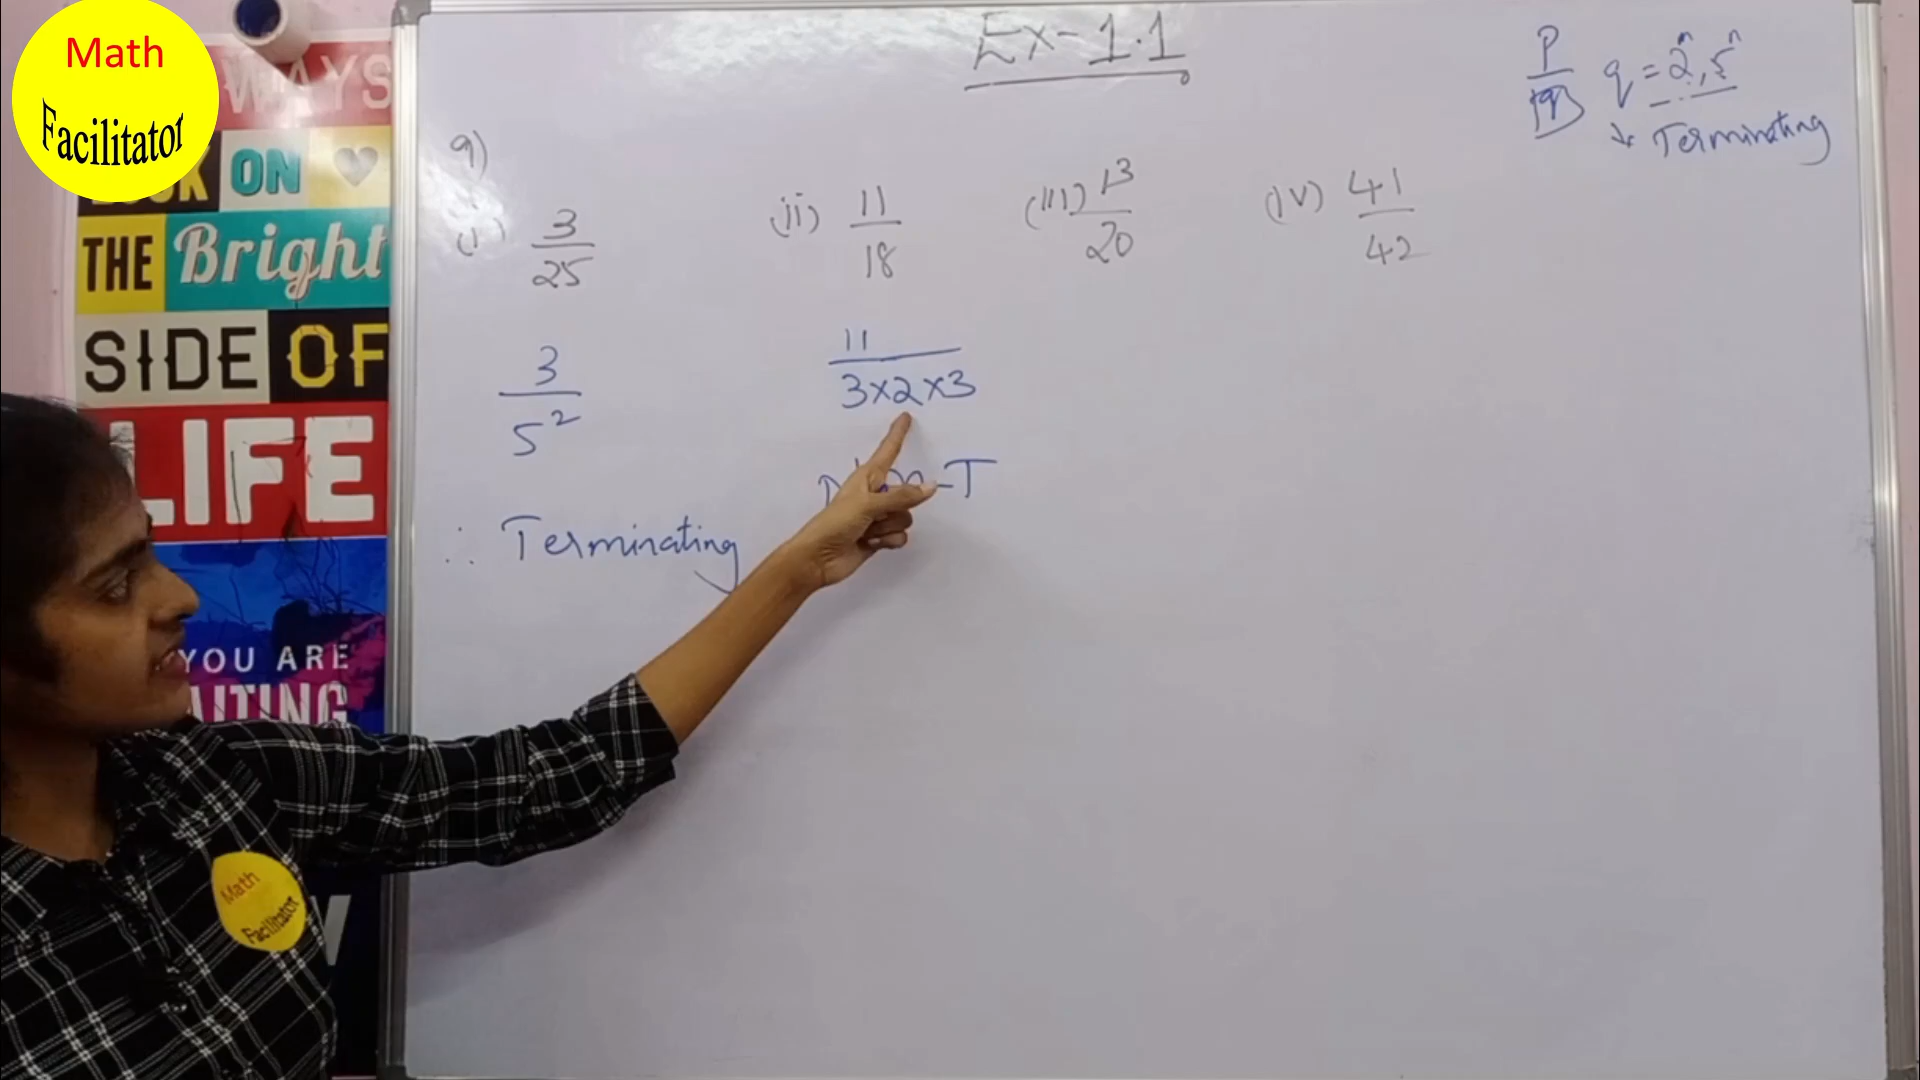 Math
Facilitator
WAYS
ON
THE Bright
SIDE OF
LIFE
YOU ARE
WAITING
Math
Facilitator
Ex-1.1
P/q q = 2ⁿ, 5ⁿ
↓ Terminating
9)
(i) 3/25 (ii) 11/18 (iii) 13/20 (iv) 41/42
3/5² 11/3×2×3
-T
∴ Terminating